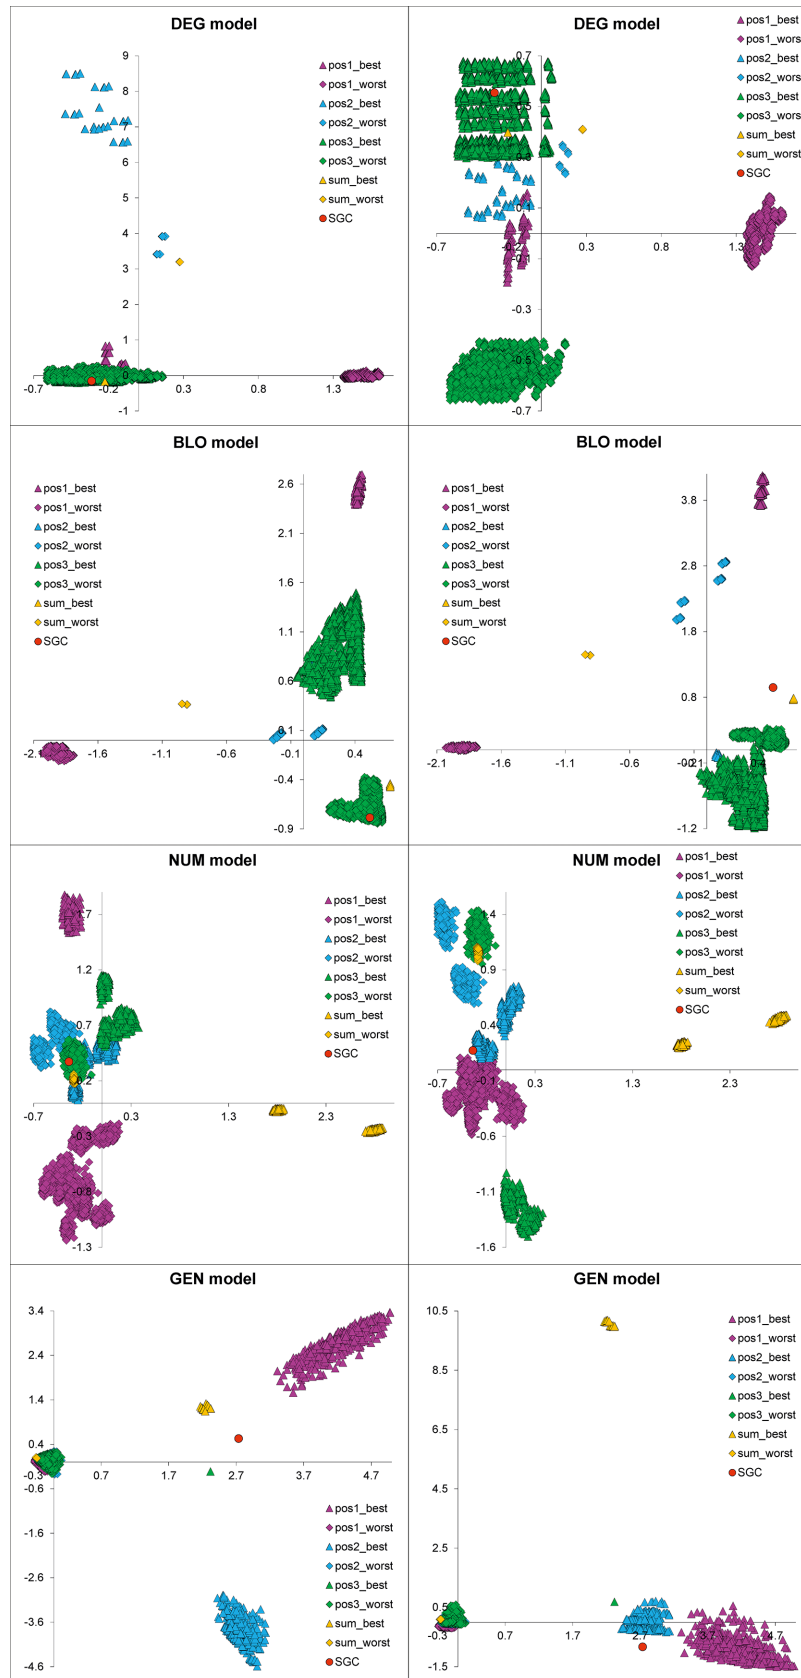 DEG model
9
8
7
6
5
4
3
2
1
0
-1
-0.7
-0.2
0.3
0.8
1.3
pos1_best
pos1_worst
pos2_best
pos2_worst
pos3_best
pos3_worst
sum_best
sum_worst
SGC
DEG model
0.7
0.5
0.3
0.1
-0.1
-0.3
-0.5
-0.7
-0.7
-0.2
0.3
0.8
1.3
pos1_best
pos1_worst
pos2_best
pos2_worst
pos3_best
pos3_worst
sum_best
sum_worst
SGC
BLO model
2.6
2.1
1.6
1.1
0.6
0.1
-0.4
-0.9
-2.1
-1.6
-1.1
-0.6
-0.1
0.4
pos1_best
pos1_worst
pos2_best
pos2_worst
pos3_best
pos3_worst
sum_best
sum_worst
SGC
BLO model
3.8
2.8
1.8
0.8
-0.2
-1.2
-2.1
-1.6
-1.1
-0.6
-0.1
0.4
pos1_best
pos1_worst
pos2_best
pos2_worst
pos3_best
pos3_worst
sum_best
sum_worst
SGC
NUM model
1.7
1.2
0.7
0.2
-0.3
-0.8
-1.3
-0.7
0.3
1.3
2.3
pos1_best
pos1_worst
pos2_best
pos2_worst
pos3_best
pos3_worst
sum_best
sum_worst
SGC
NUM model
1.4
0.9
0.4
-0.1
-0.6
-1.1
-1.6
-0.7
0.3
1.3
2.3
pos1_best
pos1_worst
pos2_best
pos2_worst
pos3_best
pos3_worst
sum_best
sum_worst
SGC
GEN model
3.4
2.4
1.4
0.4
-0.6
-1.6
-2.6
-3.6
-4.6
-0.3
0.7
1.7
2.7
3.7
4.7
pos1_best
pos1_worst
pos2_best
pos2_worst
pos3_best
pos3_worst
sum_best
sum_worst
SGC
GEN model
10.5
8.5
6.5
4.5
2.5
0.5
-1.5
-0.3
0.7
1.7
2.7
3.7
4.7
pos1_best
pos1_worst
pos2_best
pos2_worst
pos3_best
pos3_worst
sum_best
sum_worst
SGC